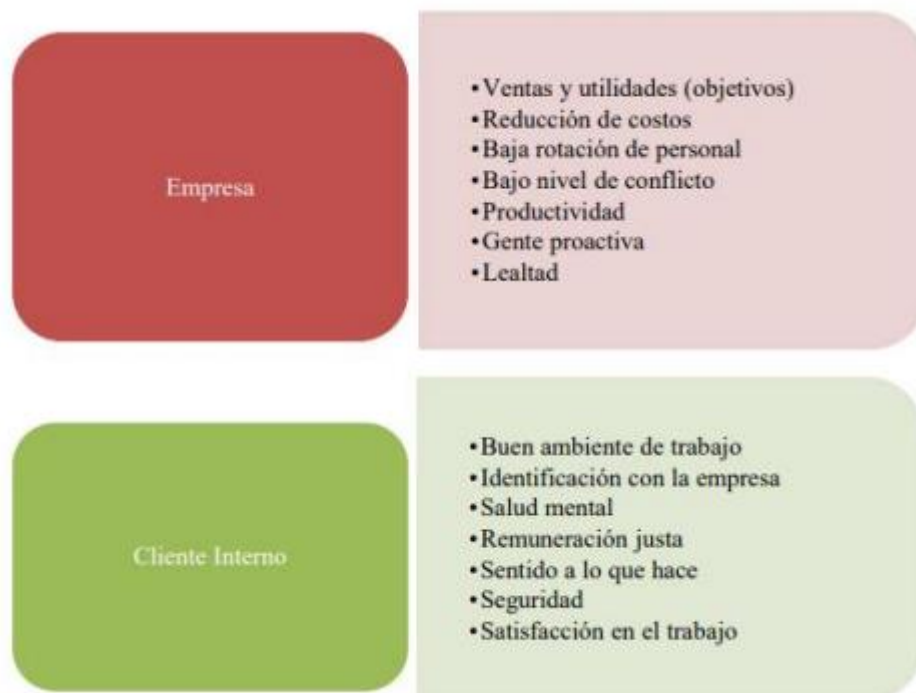 Empresa
•Ventas y utilidades (objetivos)
•Reducción de costos
•Baja rotación de personal
•Bajo nivel de conflicto
•Productividad
•Gente proactiva
•Lealtad
Cliente Interno
•Buen ambiente de trabajo
•Identificación con la empresa
•Salud mental
•Remuneración justa
•Sentido a lo que hace
•Seguridad
•Satisfacción en el trabajo